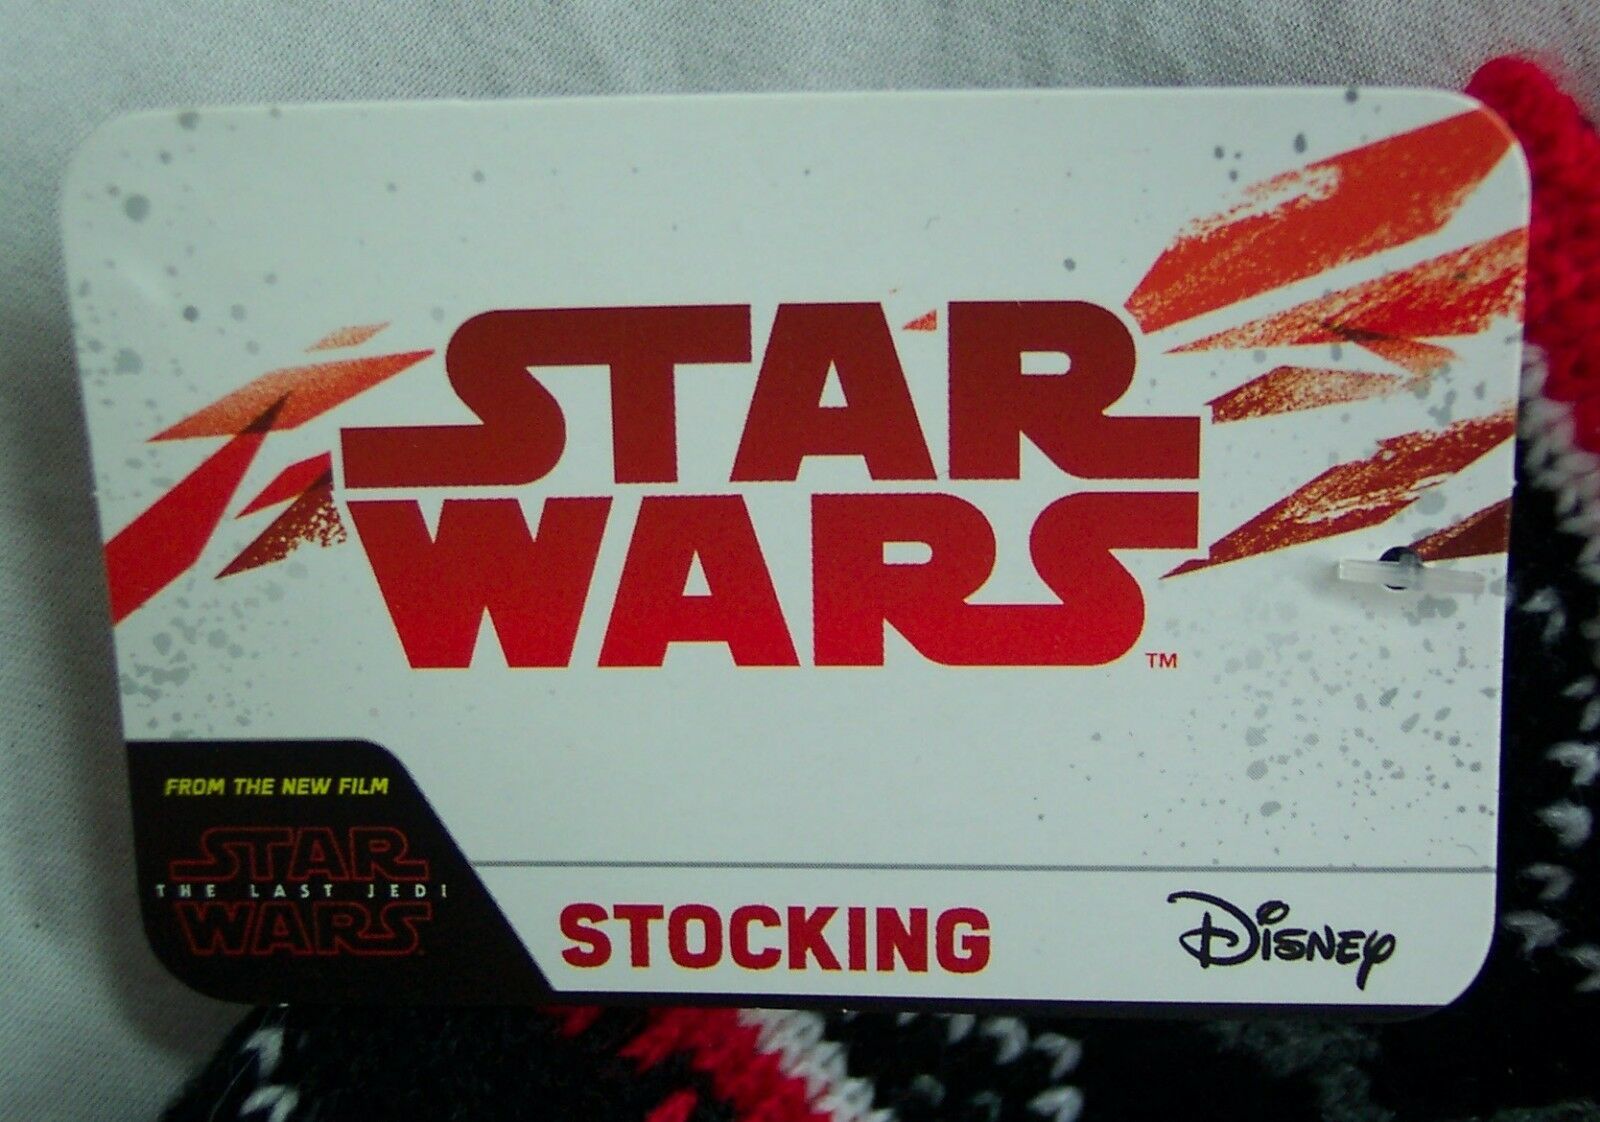 STAR
WARS
TM
FROM THE NEW FILM
STAR
THE LAST JEDI
WARS
STOCKING
Disney